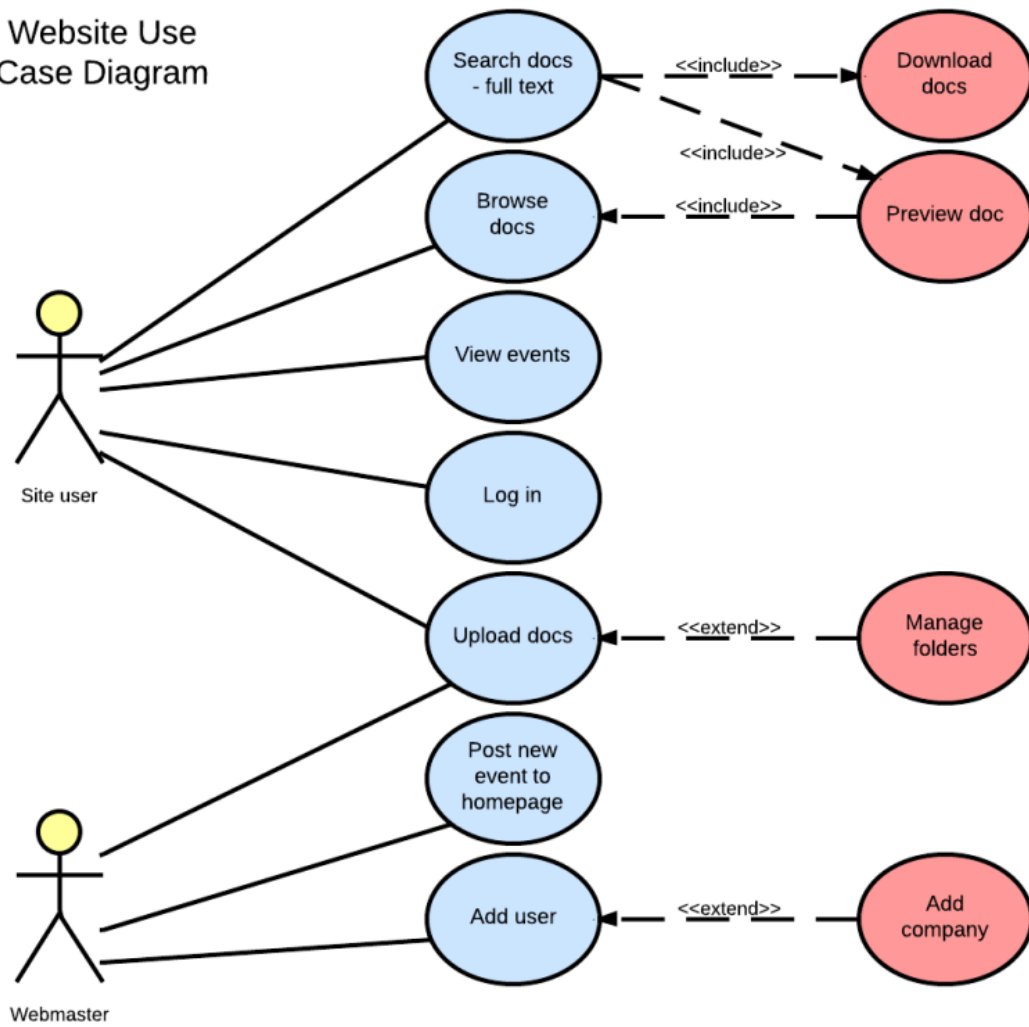 Website Use
Case Diagram
Search docs
- full text
<<include>>
Download
docs
<<include>>
Browse
docs
<<include>>
Preview doc
View events
Site user
Log in
Upload docs
<<extend>>
Manage
folders
Post new
event to
homepage
Add user
<<extend>>
Add
company
Webmaster